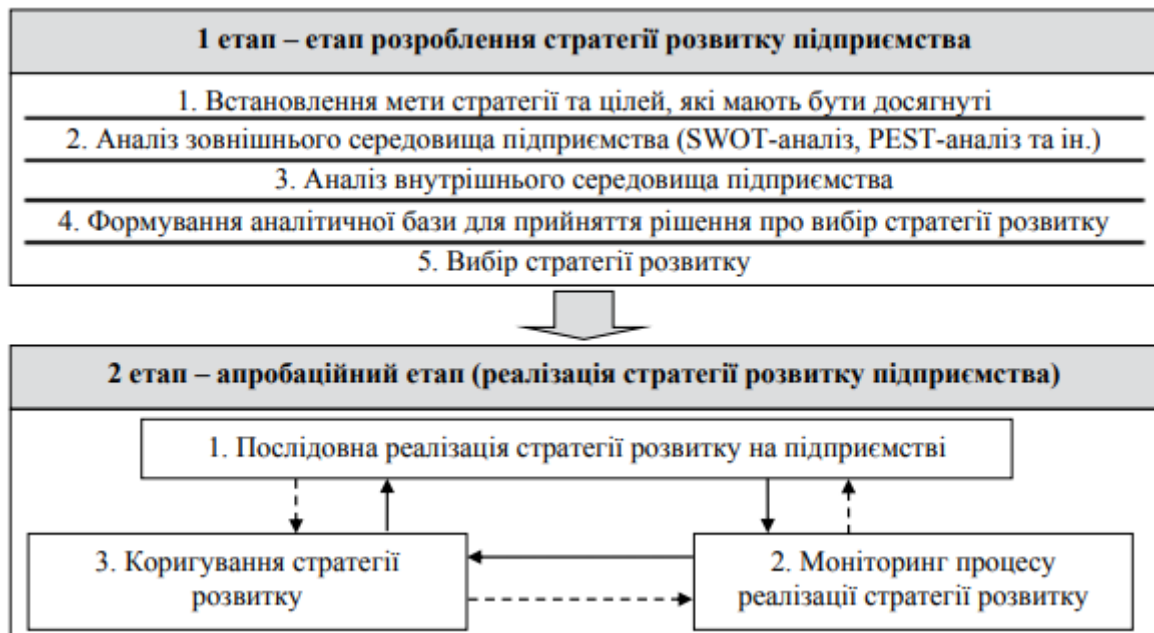 1 етап – етап розроблення стратегії розвитку підприємства
1. Встановлення мети стратегії та цілей, які мають бути досягнуті
2. Аналіз зовнішнього середовища підприємства (SWOT-аналіз, PEST-аналіз та ін.)
3. Аналіз внутрішнього середовища підприємства
4. Формування аналітичної бази для прийняття рішення про вибір стратегії розвитку
5. Вибір стратегії розвитку
2 етап – апробаційний етап (реалізація стратегії розвитку підприємства)
1. Послідовна реалізація стратегії розвитку на підприємстві
3. Коригування стратегії
розвитку
2. Моніторинг процесу
реалізації стратегії розвитку